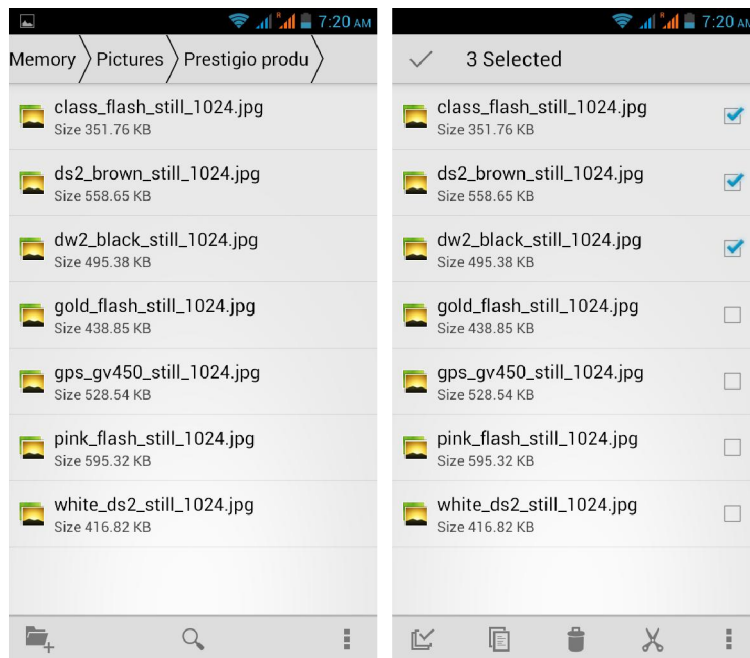 7:20 AM
Memory Pictures Prestigio produ
class_flash_still_1024.jpg
Size 351.76 KB
ds2_brown_still_1024.jpg
Size 558.65 KB
dw2_black_still_1024.jpg
Size 495.38 KB
gold_flash_still_1024.jpg
Size 438.85 KB
gps_gv450_still_1024.jpg
Size 528.54 KB
pink_flash_still_1024.jpg
Size 595.32 KB
white_ds2_still_1024.jpg
Size 416.82 KB
7:20 AM
3 Selected
class_flash_still_1024.jpg
Size 351.76 KB
ds2_brown_still_1024.jpg
Size 558.65 KB
dw2_black_still_1024.jpg
Size 495.38 KB
gold_flash_still_1024.jpg
Size 438.85 KB
gps_gv450_still_1024.jpg
Size 528.54 KB
pink_flash_still_1024.jpg
Size 595.32 KB
white_ds2_still_1024.jpg
Size 416.82 KB